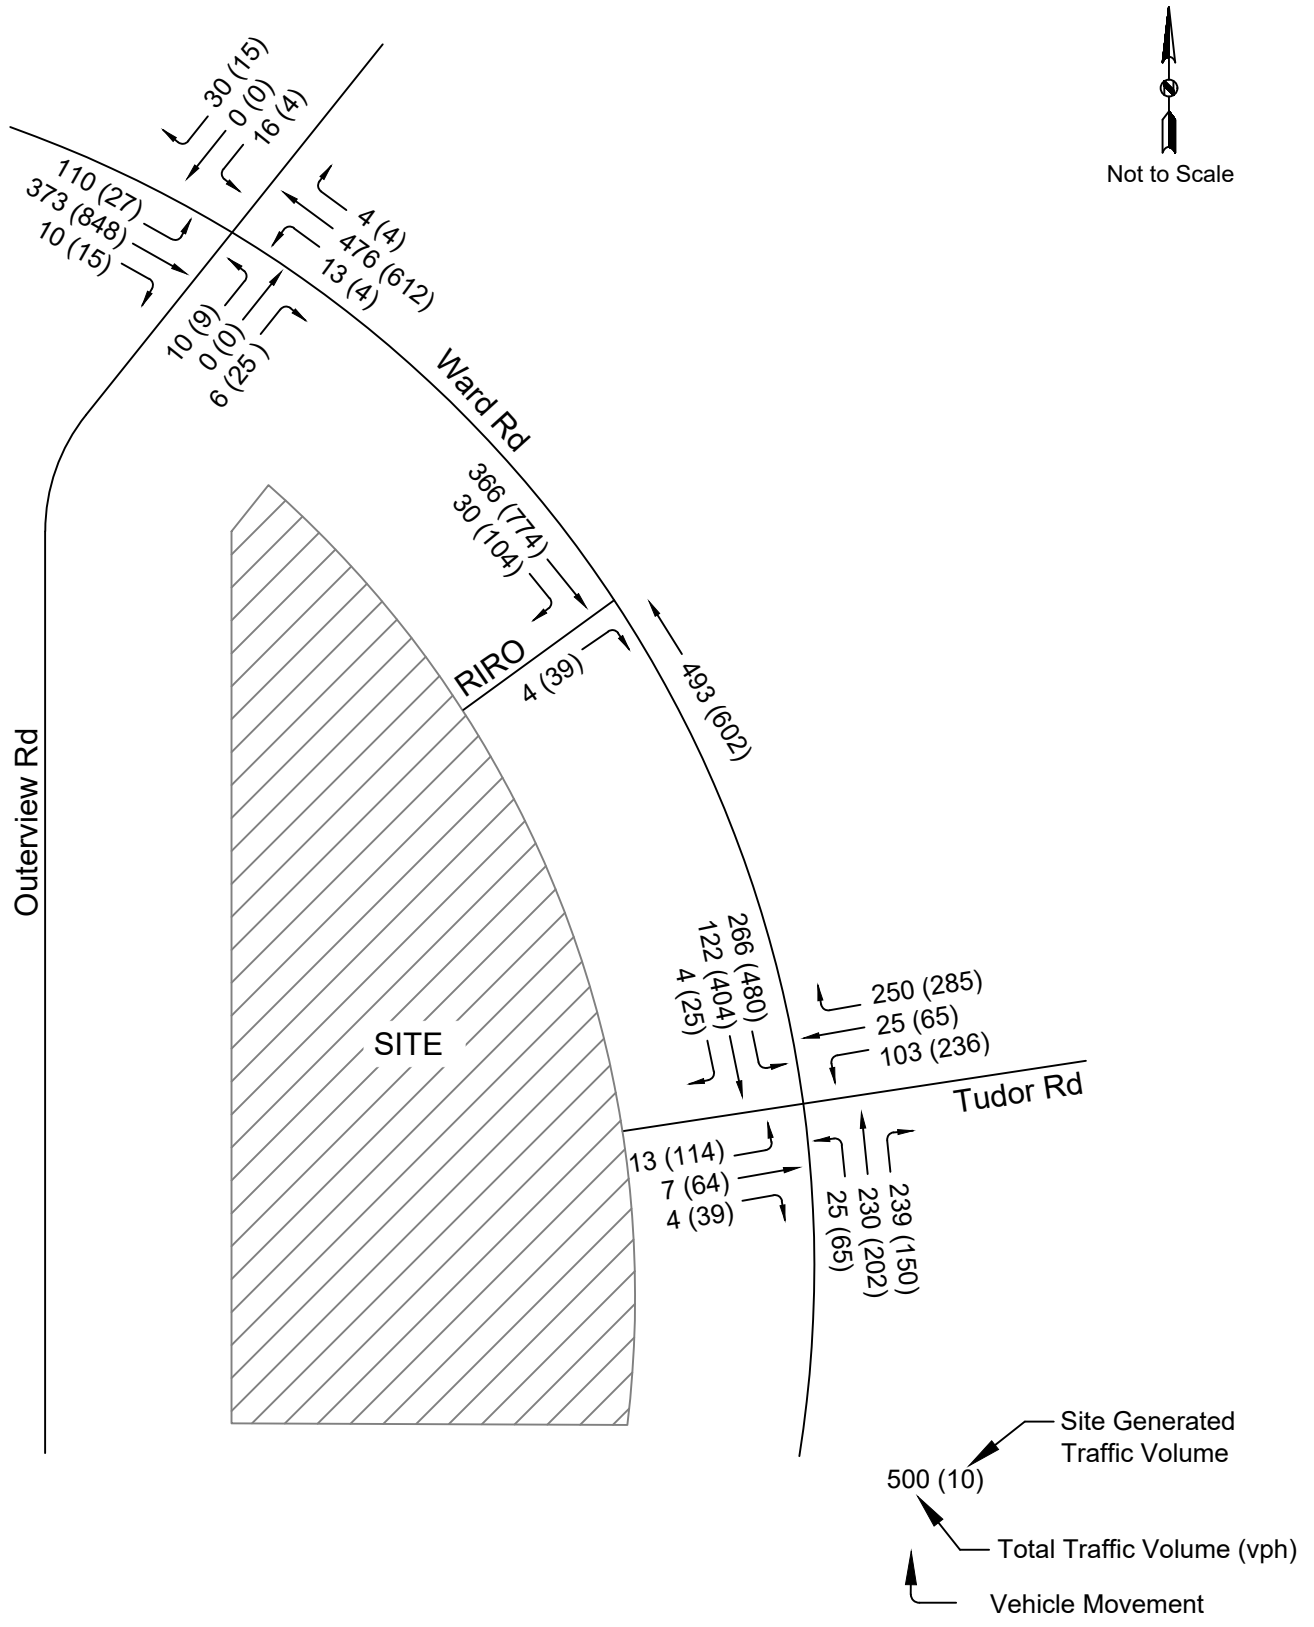 30 (15)
0 (0)
16 (4)
N
Not to Scale
110 (27)
373 (848)
10 (15)
4 (4)
476 (612)
13 (4)
10 (9)
0 (0)
6 (25)
Ward Rd
366 (774)
30 (104)
RIRO
4 (39)
493 (602)
Outerview Rd
SITE
266 (480)
122 (404)
4 (25)
250 (285)
25 (65)
103 (236)
Tudor Rd
13 (114)
7 (64)
4 (39)
25 (65)
230 (202)
239 (150)
Site Generated
Traffic Volume
500 (10)
Total Traffic Volume (vph)
Vehicle Movement